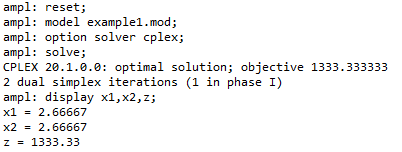 ampl: reset;
ampl: model example1.mod;
ampl: option solver cplex;
ampl: solve;
CPLEX 20.1.0.0: optimal solution; objective 1333.333333
2 dual simplex iterations (1 in phase I)
ampl: display x1,x2,z;
x1 = 2.66667
x2 = 2.66667
z = 1333.33